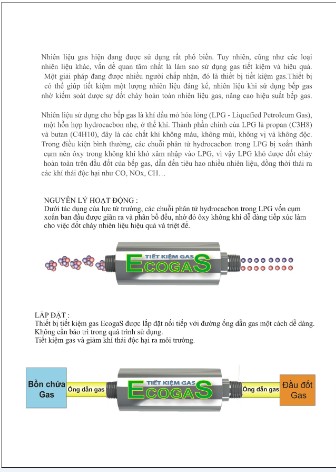 Nhiên liệu gas hiện đang được sử dụng rất phổ biến. Tuy nhiên, cũng như các loại
nhiên liệu khác, vấn đề quan tâm nhất là làm sao sử dụng gas tiết kiệm và hiệu quả.
Một giải pháp đang được nhiều người chấp nhận, đó là thiết bị tiết kiệm gas.Thiết bị
có thể giúp tiết kiệm một lượng nhiên liệu đáng kể, nhiên liệu khi sử dụng bếp gas
nhờ kiểm soát được sự đốt cháy hoàn toàn nhiên liệu gas, nâng cao hiệu suất bếp gas.
Nhiên liệu sử dụng cho bếp gas là khí dầu mỏ hóa lỏng (LPG - Liquefied Petroleum Gas),
một hỗn hợp hydrocacbon nhẹ, ở thể khí. Thành phần chính của LPG là propan (C3H8)
và butan (C4H10), đây là các chất khí không màu, không mùi, không vị và không độc.
Trong điều kiện bình thường, các chuỗi phân tử hydrocacbon trong LPG bị xoắn thành
cụm nên ôxy trong không khí khó xâm nhập vào LPG, vì vậy LPG khó được đốt cháy
hoàn toàn trên đầu đốt của bếp gas, dẫn đến tiêu hao nhiều nhiên liệu, đồng thời thải ra
các khí thải độc hại như CO, NOx, CH...
NGUYÊN LÝ HOẠT ĐỘNG :
Dưới tác dụng của lực từ trường, các chuỗi phân tử hydrocacbon trong LPG vốn cụm
xoắn ban đầu được giãn ra và phân bố đều, nhờ đó ôxy không khí dễ dàng tiếp xúc làm
cho việc đốt cháy nhiên liệu hiệu quả và triệt để.
TIẾT KIỆM GAS
ECOGAS
LẮP ĐẶT :
Thiết bị tiết kiệm gas EcogaS được lắp đặt nối tiếp với đường ống dẫn gas một cách dễ dàng.
Không cần bảo trì trong quá trình sử dụng.
Tiết kiệm gas và giảm khí thải độc hại ra môi trường.
Bồn chứa
Gas
Ống dẫn gas
TIẾT KIỆM GAS
ECOGAS
Ống dẫn gas
Đầu đốt
Gas